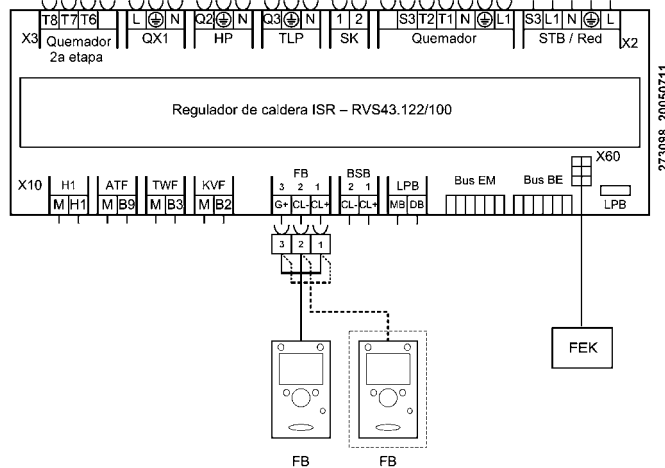 T8 T7 T6 L N Q2 N Q3 N 1 2 S3 T2 T1 N L1 S3 L1 N L
X3 Quemador 2a etapa QX1 HP TLP SK Quemador STB / Red X2
Regulador de caldera ISR – RVS43.122/100
273098_20050711
X60
X10 H1 ATF TWF KVF FB BSB LPB Bus EM Bus BE
3 2 1 2 1
M H1 M B9 M B3 M B2 G+ CL- CL+ CL- CL+ MB DB LPB
3 2 1
FEK
FB FB